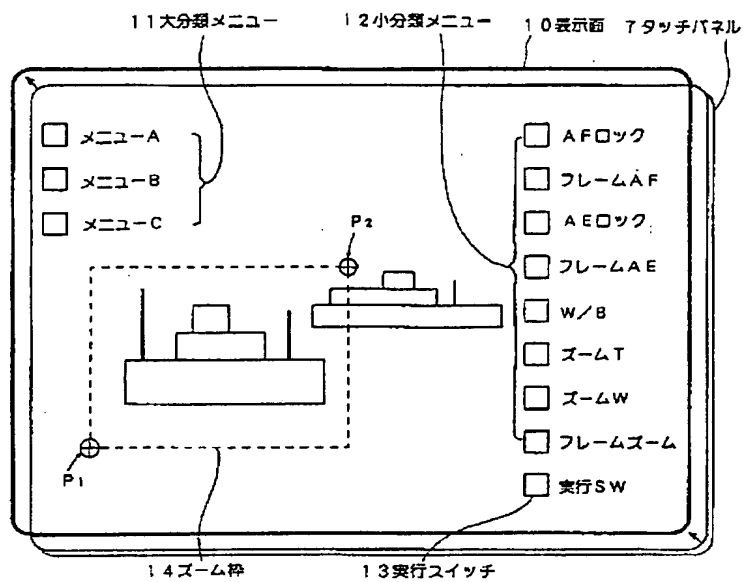 11大分類メニュー
12小分類メニュー
10表示面
7タッチパネル
メニューA
メニューB
メニューC
P2
P1
AFロック
フレームAF
AEロック
フレームAE
W/B
ズームT
ズームW
フレームズーム
実行SW
14ズーム枠
13実行スイッチ